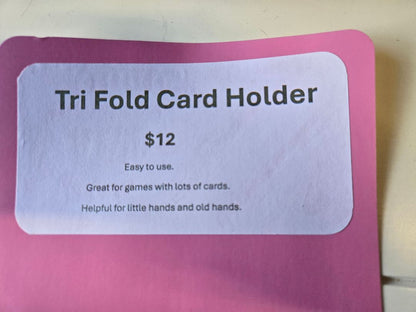 Tri Fold Card Holder
$12
Easy to use.
Great for games with lots of cards.
Helpful for little hands and old hands.